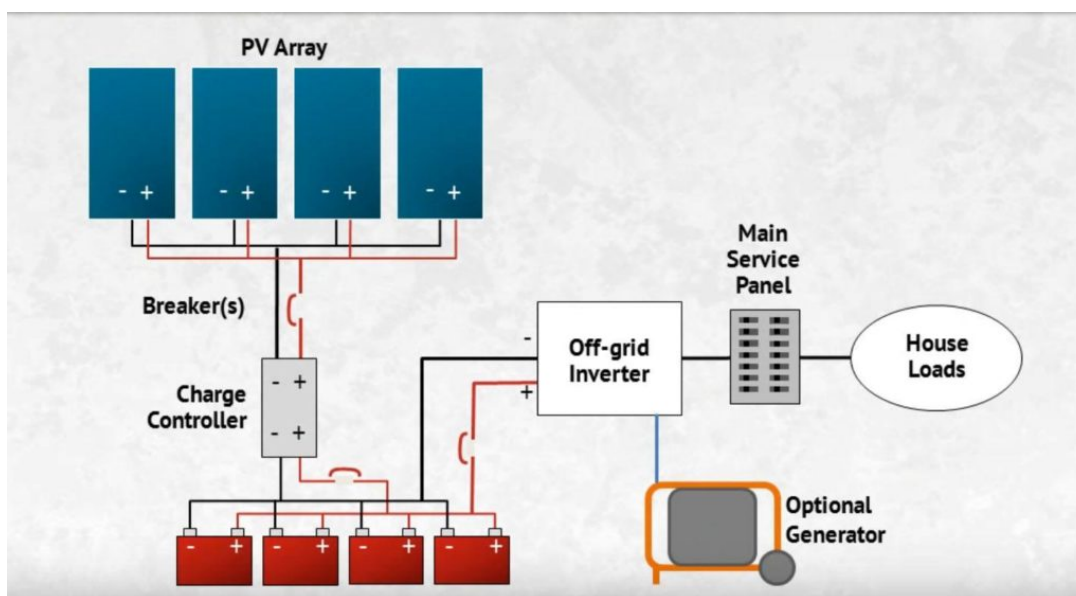 PV Array
- + - + - + - +
Breaker(s)
Charge
Controller
- +
- +
-
+
Off-grid
Inverter
Main
Service
Panel
House
Loads
Optional
Generator
- + - + - + - +